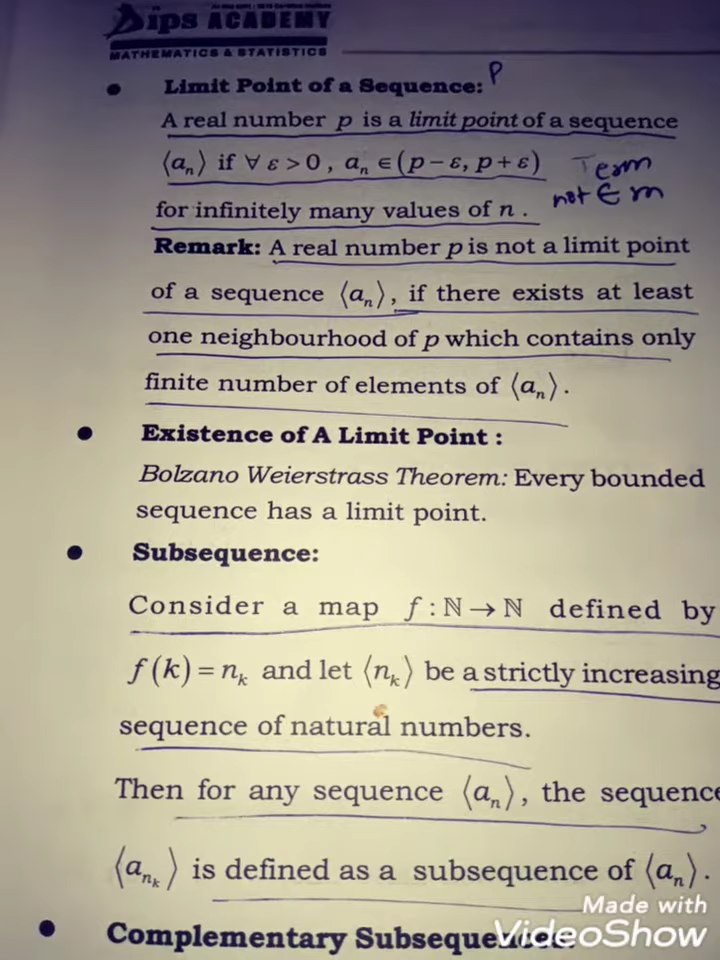 Dips ACADEMY
MATHEMATICS & STATISTICS
• Limit Point of a Sequence: P
A real number p is a limit point of a sequence
⟨aₙ⟩ if ∀ ε > 0, aₙ ∈ (p − ε, p + ε) Term
for infinitely many values of n. not ∈ m
Remark: A real number p is not a limit point
of a sequence ⟨aₙ⟩, if there exists at least
one neighbourhood of p which contains only
finite number of elements of ⟨aₙ⟩.
• Existence of A Limit Point :
Bolzano Weierstrass Theorem: Every bounded
sequence has a limit point.
• Subsequence:
Consider a map f : ℕ → ℕ defined by
f(k) = nₖ and let ⟨nₖ⟩ be a strictly increasing
sequence of natural numbers.
Then for any sequence ⟨aₙ⟩, the sequence
⟨aₙₖ⟩ is defined as a subsequence of ⟨aₙ⟩.
Made with
VideoShow
• Complementary Subsequences: